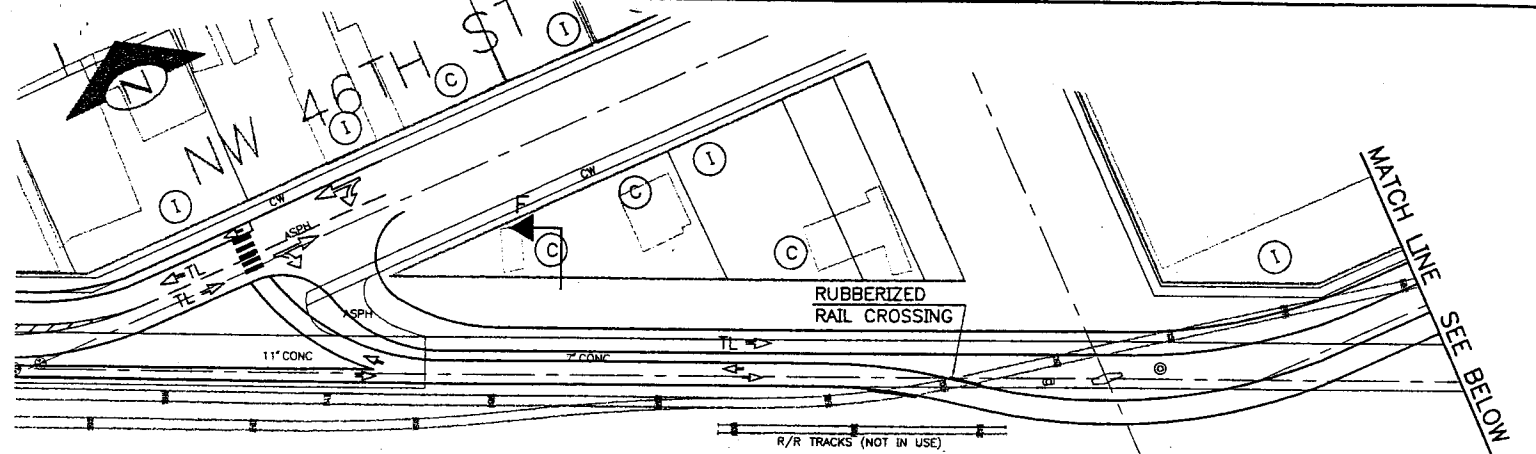 N
NW 46TH ST
I
C
I
I
CW
CW
I
C
F
C
C
I
ASPH
TL
TL
ASPH
11" CONC
7" CONC
TL
RUBBERIZED
RAIL CROSSING
R/R TRACKS (NOT IN USE)
MATCH LINE SEE BELOW